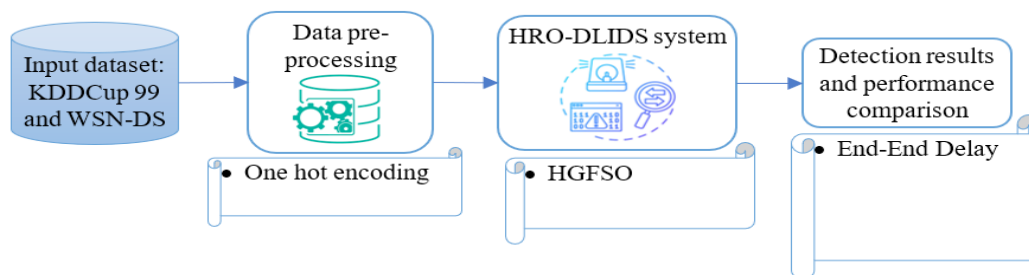 Input dataset:
KDDCup 99
and WSN-DS
Data pre-
processing
• One hot encoding
HRO-DLIDS system
• HGFSO
Detection results
and performance
comparison
• End-End Delay